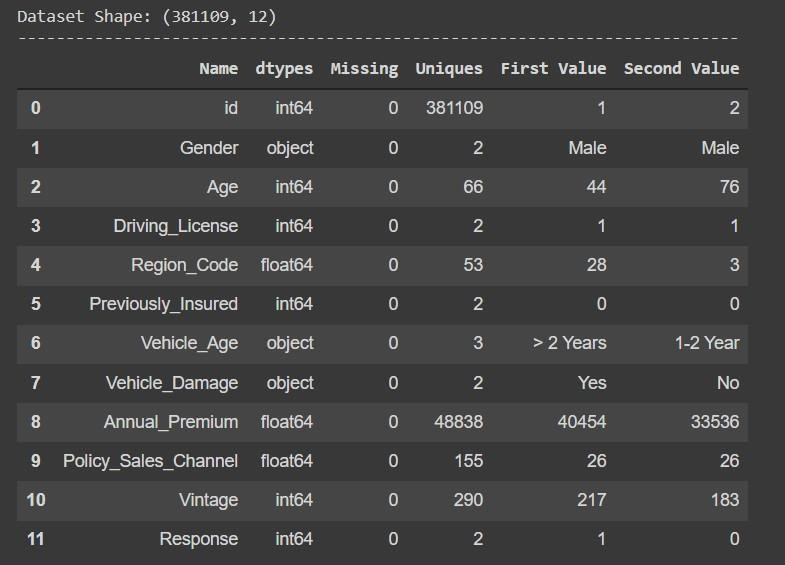 Dataset Shape: (381109, 12)
---------------------------------------------------------------------------
Name dtypes Missing Uniques First Value Second Value
0 id int64 0 381109 1 2
1 Gender object 0 2 Male Male
2 Age int64 0 66 44 76
3 Driving_License int64 0 2 1 1
4 Region_Code float64 0 53 28 3
5 Previously_Insured int64 0 2 0 0
6 Vehicle_Age object 0 3 > 2 Years 1-2 Year
7 Vehicle_Damage object 0 2 Yes No
8 Annual_Premium float64 0 48838 40454 33536
9 Policy_Sales_Channel float64 0 155 26 26
10 Vintage int64 0 290 217 183
11 Response int64 0 2 1 0